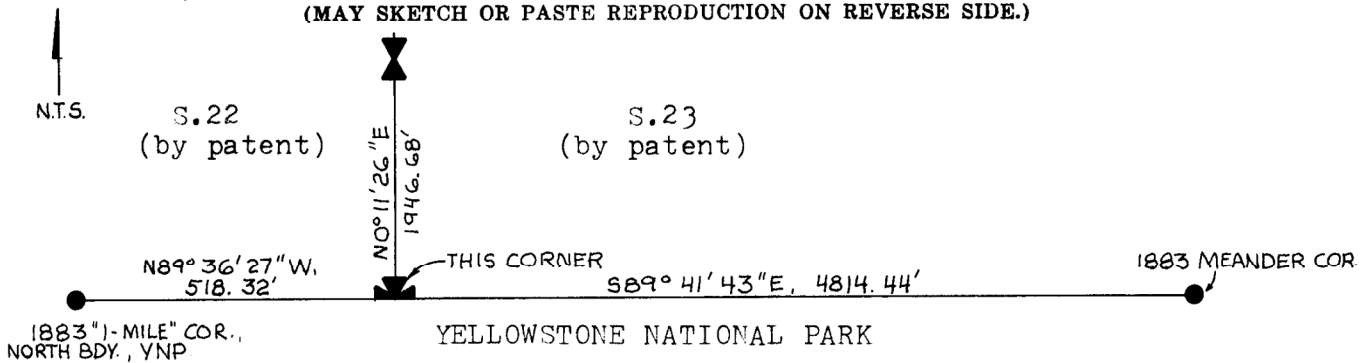 (MAY SKETCH OR PASTE REPRODUCTION ON REVERSE SIDE.)
N.T.S.
S.22
(by patent)
S.23
(by patent)
N0°11'26"E
1946.68'
N89°36'27"W,
518.32'
THIS CORNER
S89°41'43"E, 4814.44'
1883 MEANDER COR.
1883 "1-MILE" COR.,
NORTH BDY., YNP
YELLOWSTONE NATIONAL PARK